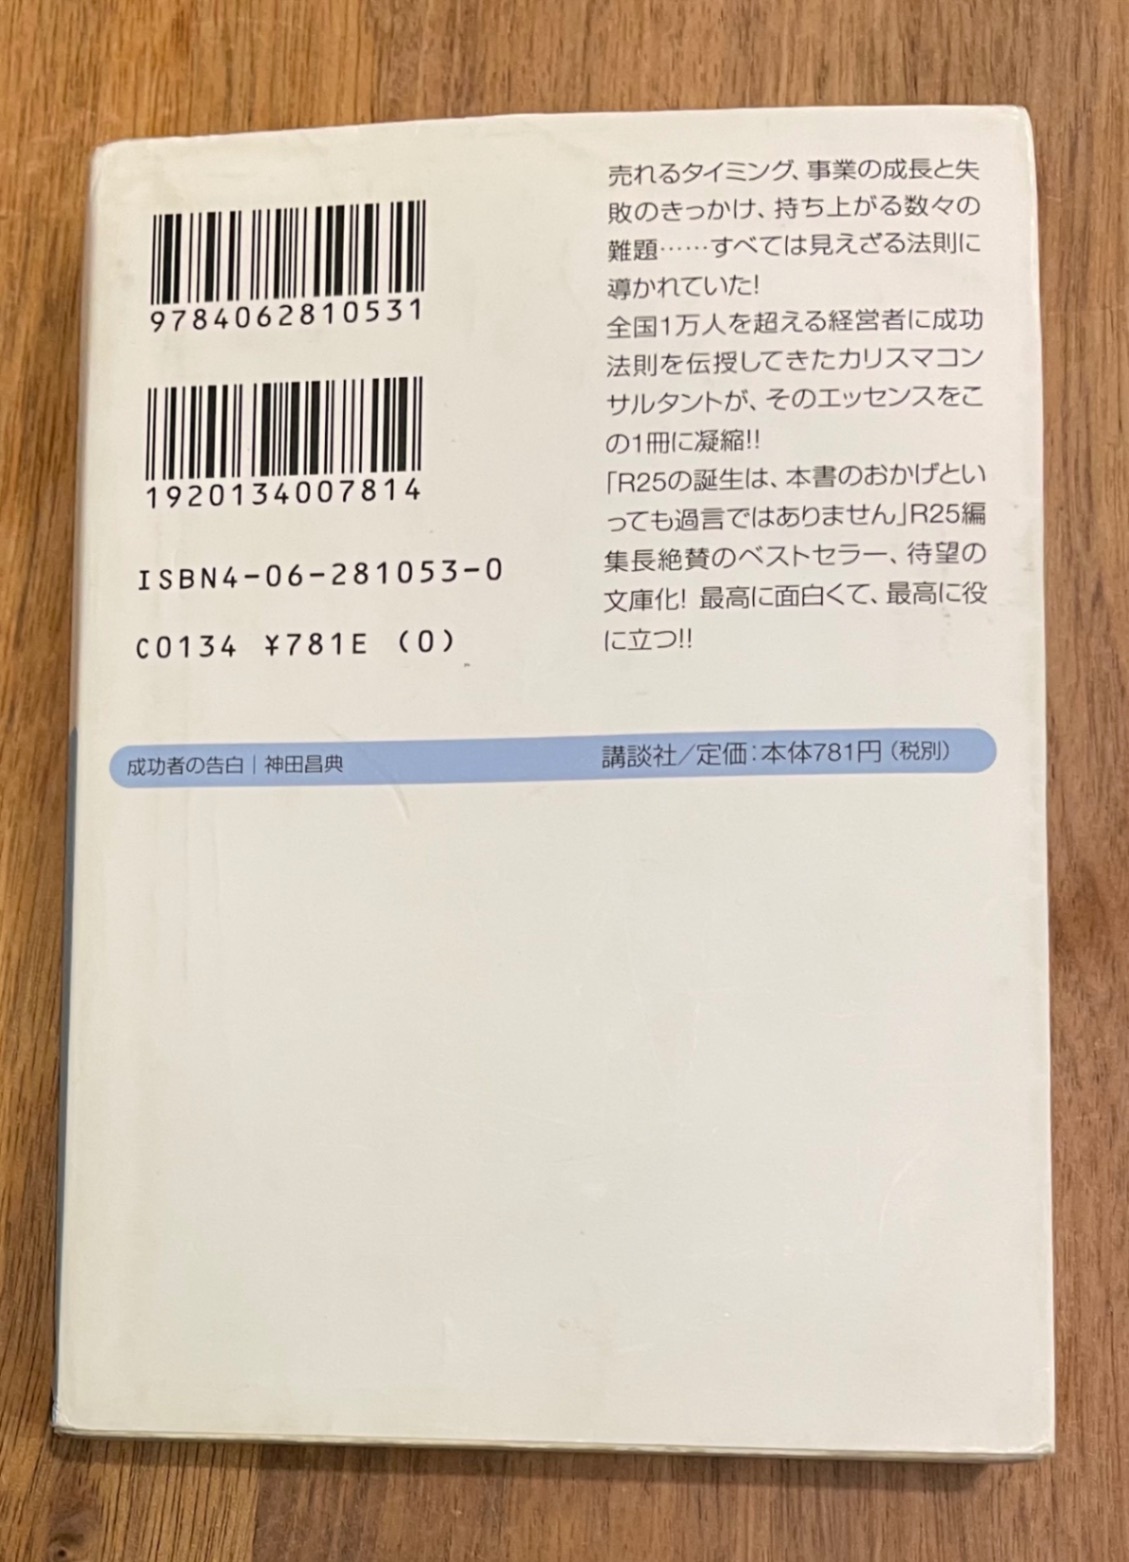 9784062810531
1920134007814
ISBN4-06-281053-0
C0134 ¥781E (0)
売れるタイミング、事業の成長と失
敗のきっかけ、持ち上がる数々の
難題……すべては見えざる法則に
導かれていた!
全国1万人を超える経営者に成功
法則を伝授してきたカリスマコン
サルタントが、そのエッセンスをこ
の1冊に凝縮!!
「R25の誕生は、本書のおかげとい
っても過言ではありません」R25編
集長絶賛のベストセラー、待望の
文庫化! 最高に面白くて、最高に役
に立つ!!
成功者の告白|神田昌典
講談社/定価:本体781円(税別)